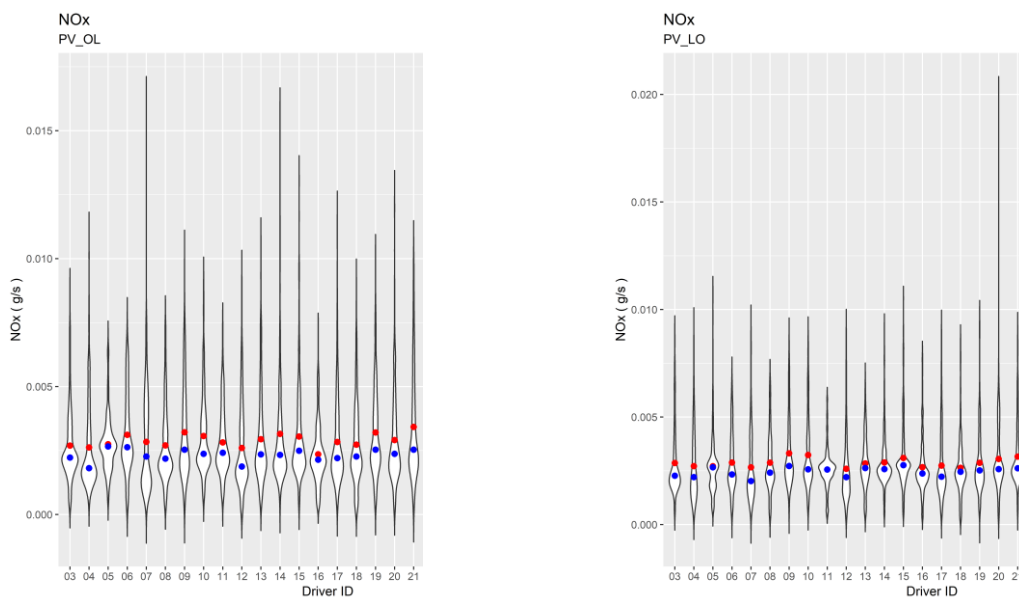 NOx
PV_OL
0.015
0.010
0.005
0.000
NOx ( g/s )
03 04 05 06 07 08 09 10 11 12 13 14 15 16 17 18 19 20 21
Driver ID
NOx
PV_LO
0.020
0.015
0.010
0.005
0.000
NOx ( g/s )
03 04 05 06 07 08 09 10 11 12 13 14 15 16 17 18 19 20
Driver ID